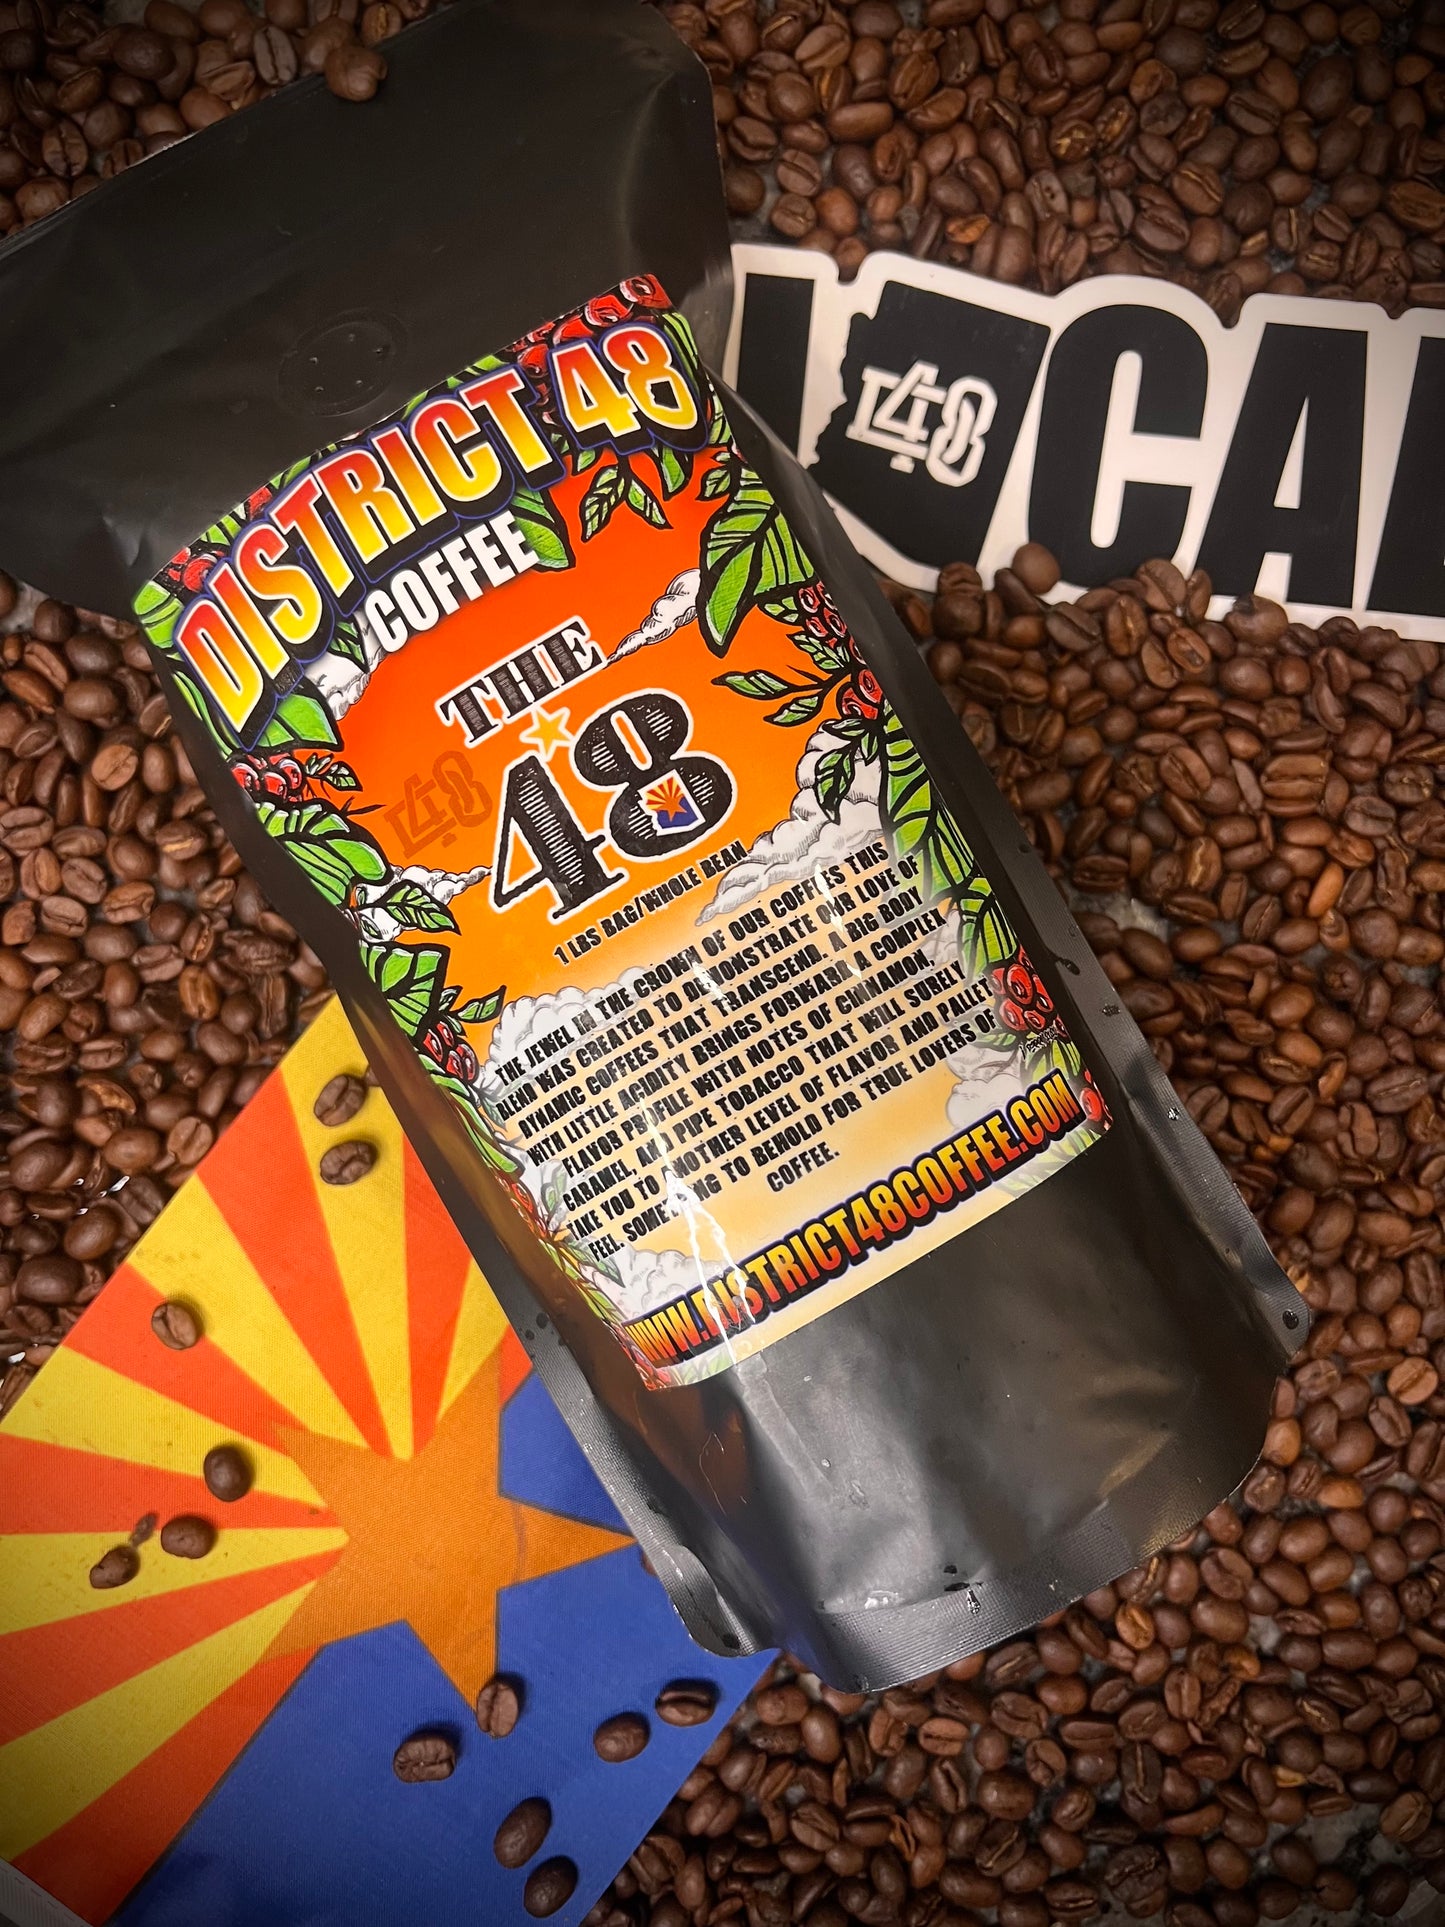 DISTRICT 48
COFFEE
THE
48
D48
1 LBS BAG/WHOLE BEAN
THE JEWEL IN THE CROWN OF OUR COFFEES THIS
BLEND WAS CREATED TO DEMONSTRATE OUR LOVE OF
DYNAMIC COFFEES THAT TRANSCEND. A BIG BODY
WITH LITTLE ACIDITY BRINGS FORWARD A COMPLEX
FLAVOR PROFILE WITH NOTES OF CINNAMON,
CARAMEL, AND PIPE TOBACCO THAT WILL SURELY
TAKE YOU TO ANOTHER LEVEL OF FLAVOR AND PALLET
FEEL. SOMETHING TO BEHOLD FOR TRUE LOVERS OF
COFFEE.
WWW.DISTRICT48COFFEE.COM
LOCAL
D48